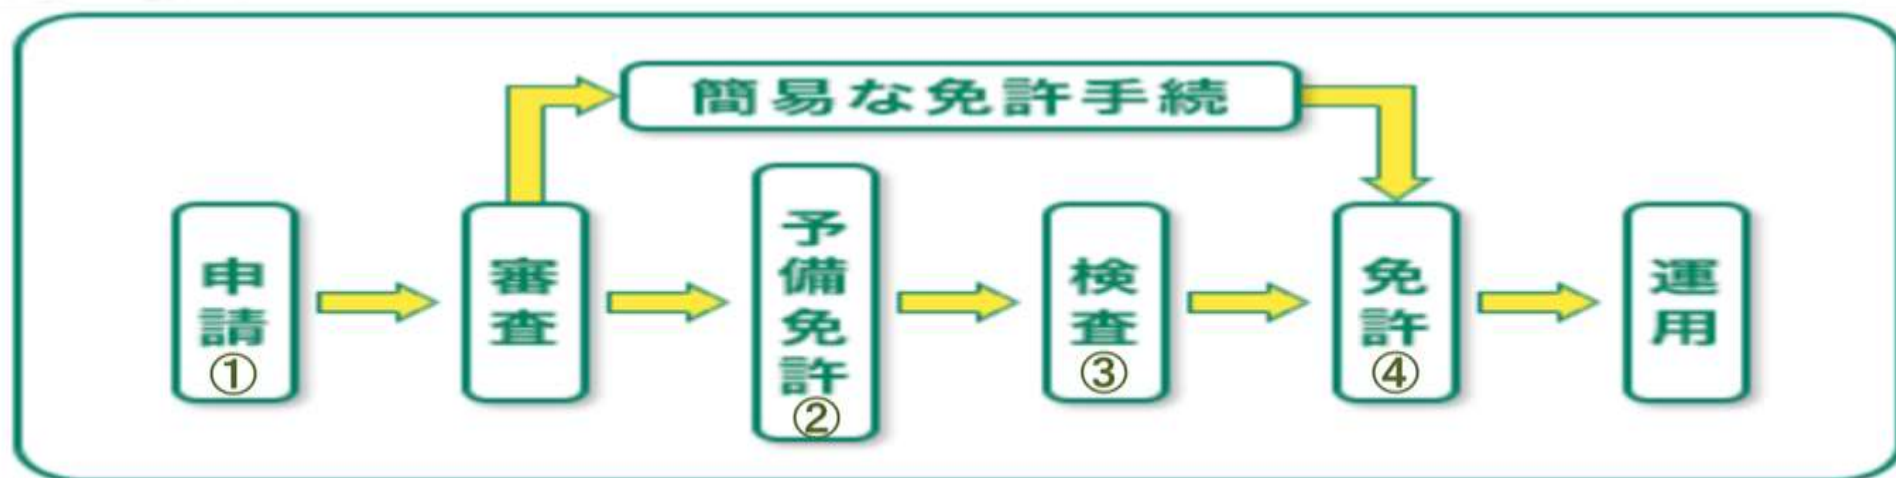 簡易な免許手続
申請①
審査
予備免許②
検査③
免許④
運用